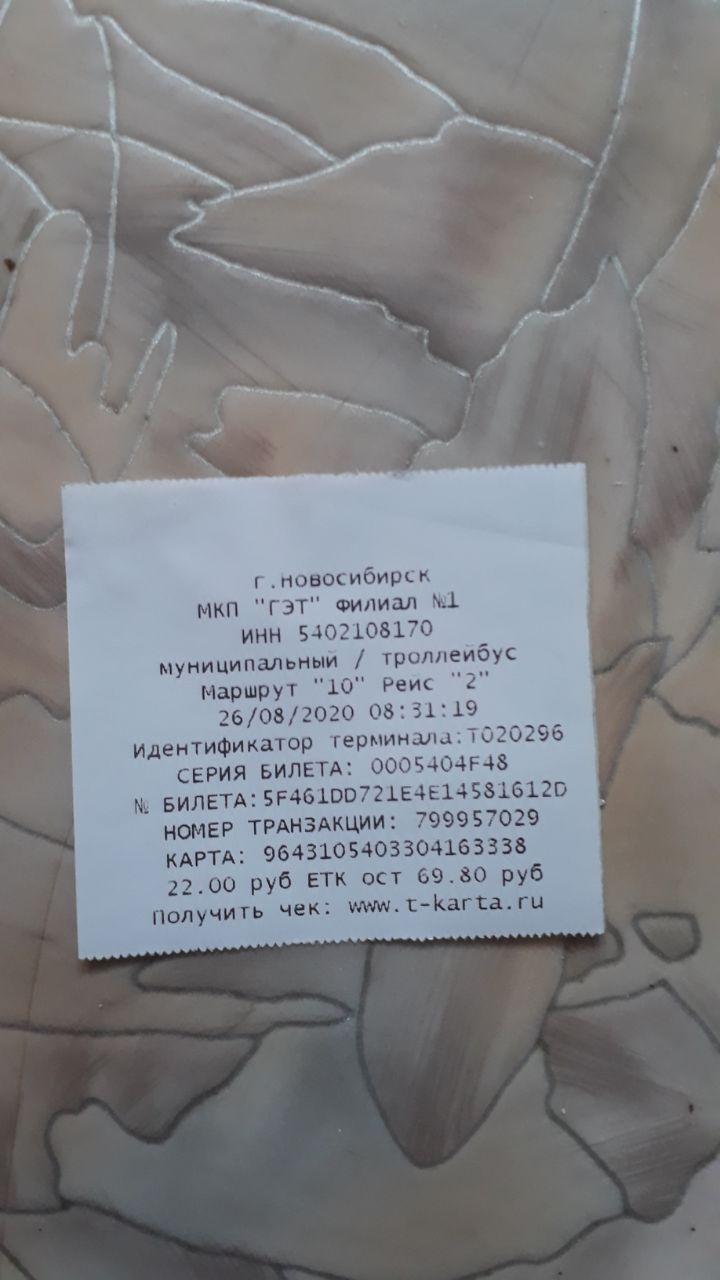 г.Новосибирск
МКП "ГЭТ" Филиал №1
ИНН 5402108170
муниципальный / троллейбус
Маршрут "10" Рейс "2"
26/08/2020 08:31:19
Идентификатор терминала:T020296
СЕРИЯ БИЛЕТА: 0005404F48
№ БИЛЕТА:5F461DD721E4E14581612D
НОМЕР ТРАНЗАКЦИИ: 799957029
КАРТА: 96431054033304163338
22.00 руб ЕТК ост 69.80 руб
Получить чек: www.t-karta.ru